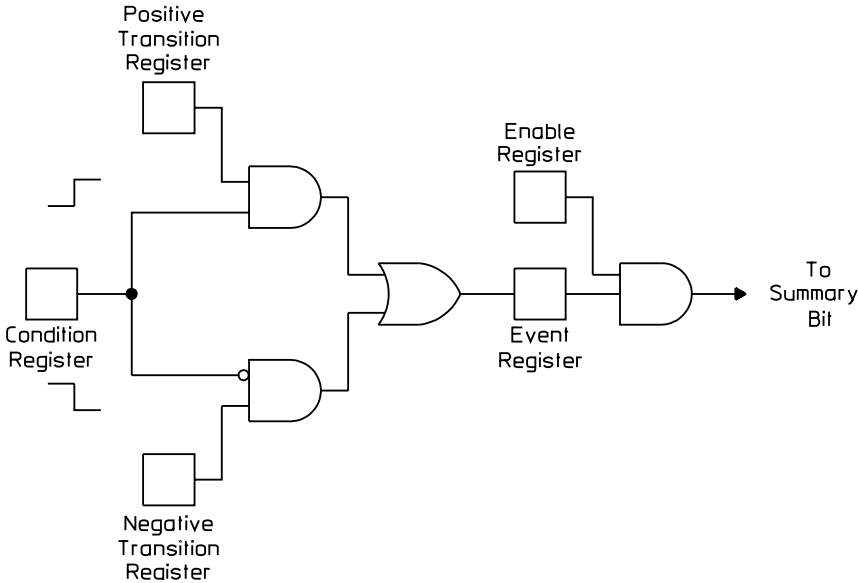 Positive
Transition
Register
Enable
Register
Condition
Register
Event
Register
To
Summary
Bit
Negative
Transition
Register